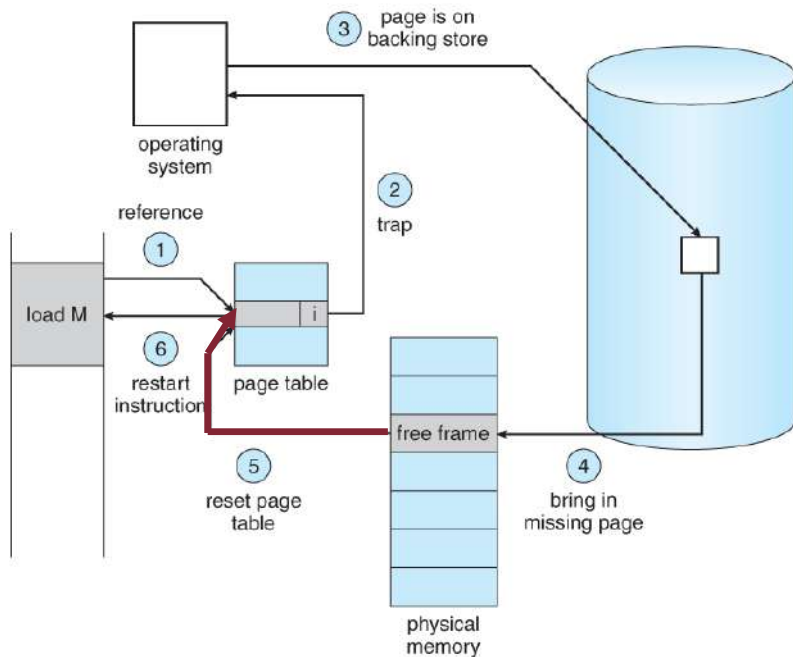 3
page is on
backing store
operating
system
2
trap
reference
1
load M
i
6
restart
instruction
page table
free frame
5
reset page
table
4
bring in
missing page
physical
memory